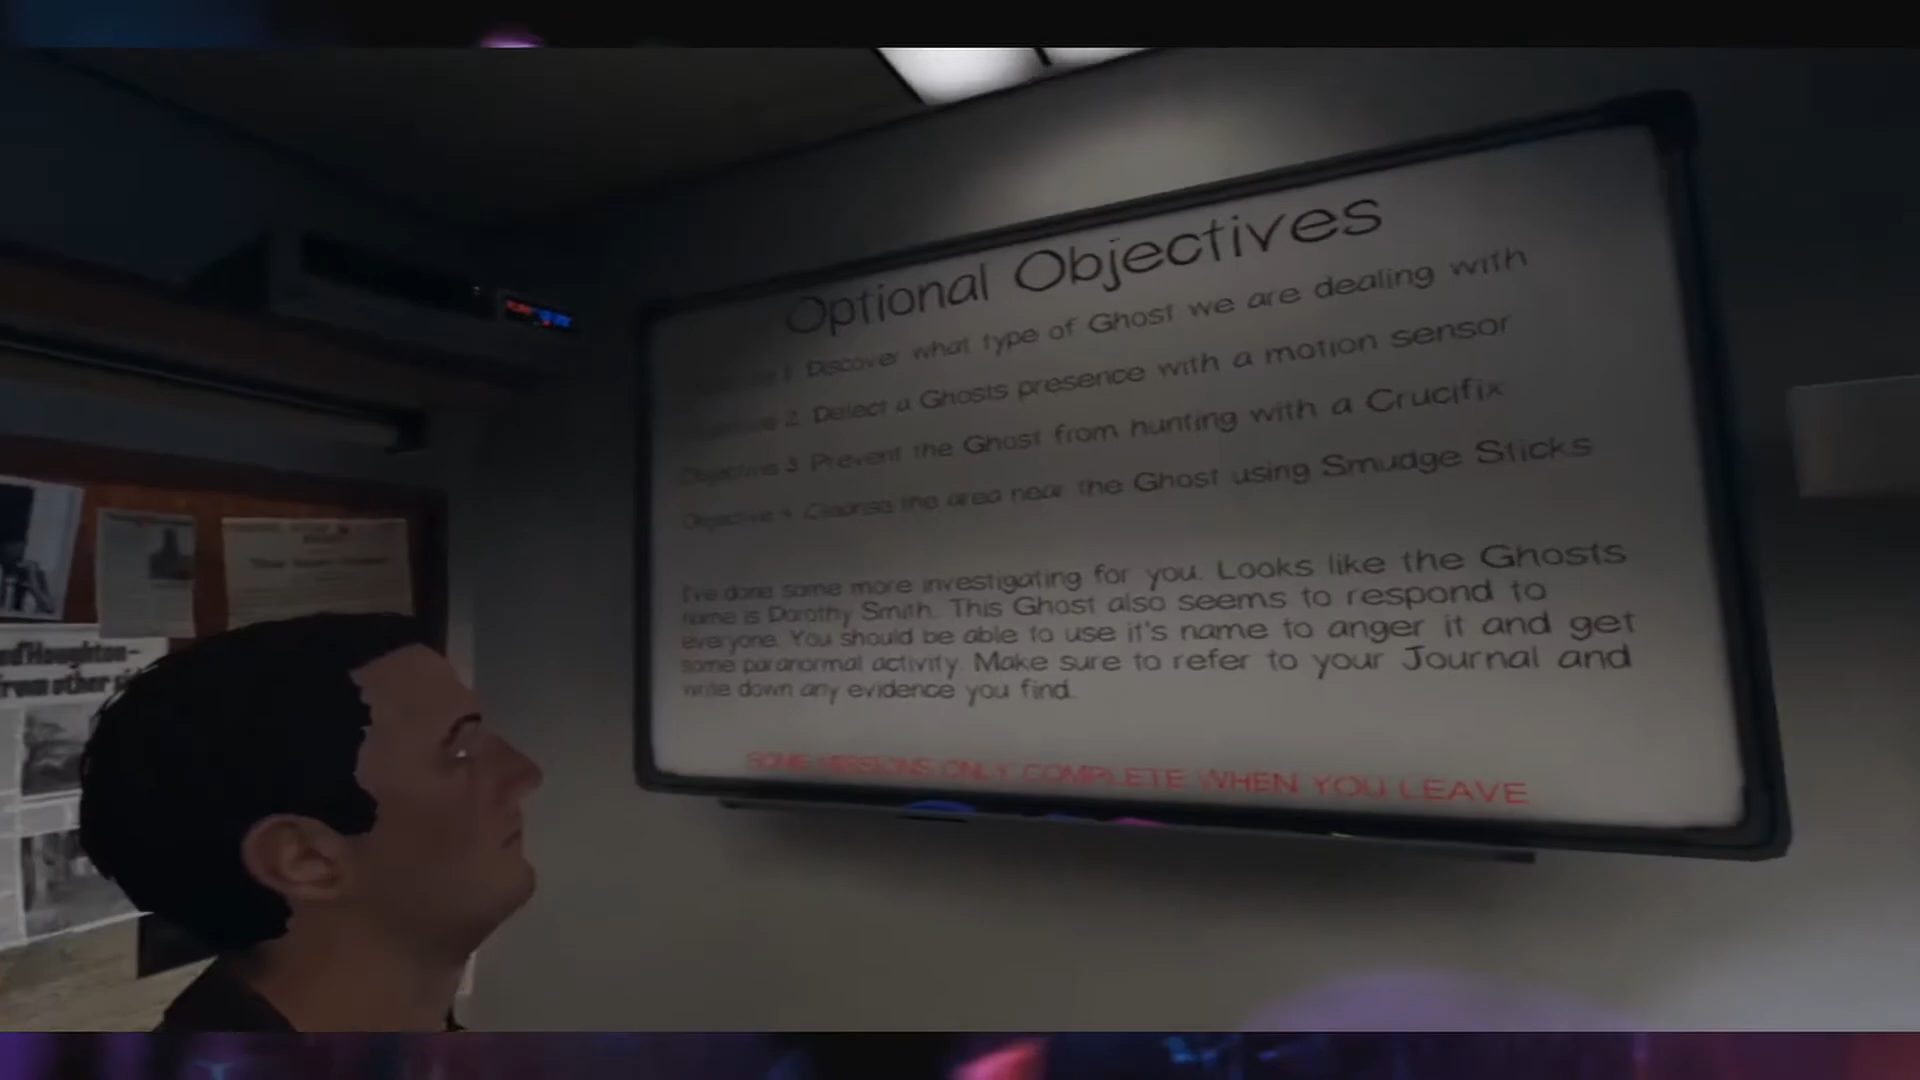 Optional Objectives
1. Discover what type of Ghost we are dealing with
2. Detect a Ghosts presence with a motion sensor
Objective 3. Prevent the Ghost from hunting with a Crucifix
Objective 4. Cleanse the area near the Ghost using Smudge Sticks
I've done some more investigating for you. Looks like the Ghosts
name is Dorothy Smith. This Ghost also seems to respond to
everyone. You should be able to use it's name to anger it and get
some paranormal activity. Make sure to refer to your Journal and
write down any evidence you find.
SOME MISSIONS ONLY COMPLETE WHEN YOU LEAVE
from other